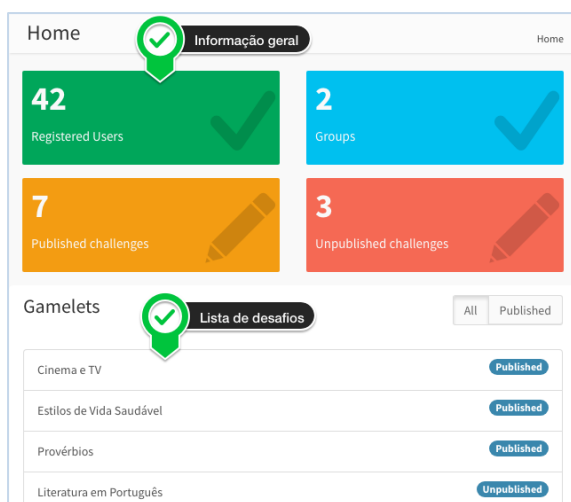 Home
Informação geral
Home
42
Registered Users
2
Groups
7
Published challenges
3
Unpublished challenges
Gamelets
Lista de desafios
All
Published
Cinema e TV
Published
Estilos de Vida Saudável
Published
Provérbios
Published
Literatura em Português
Unpublished